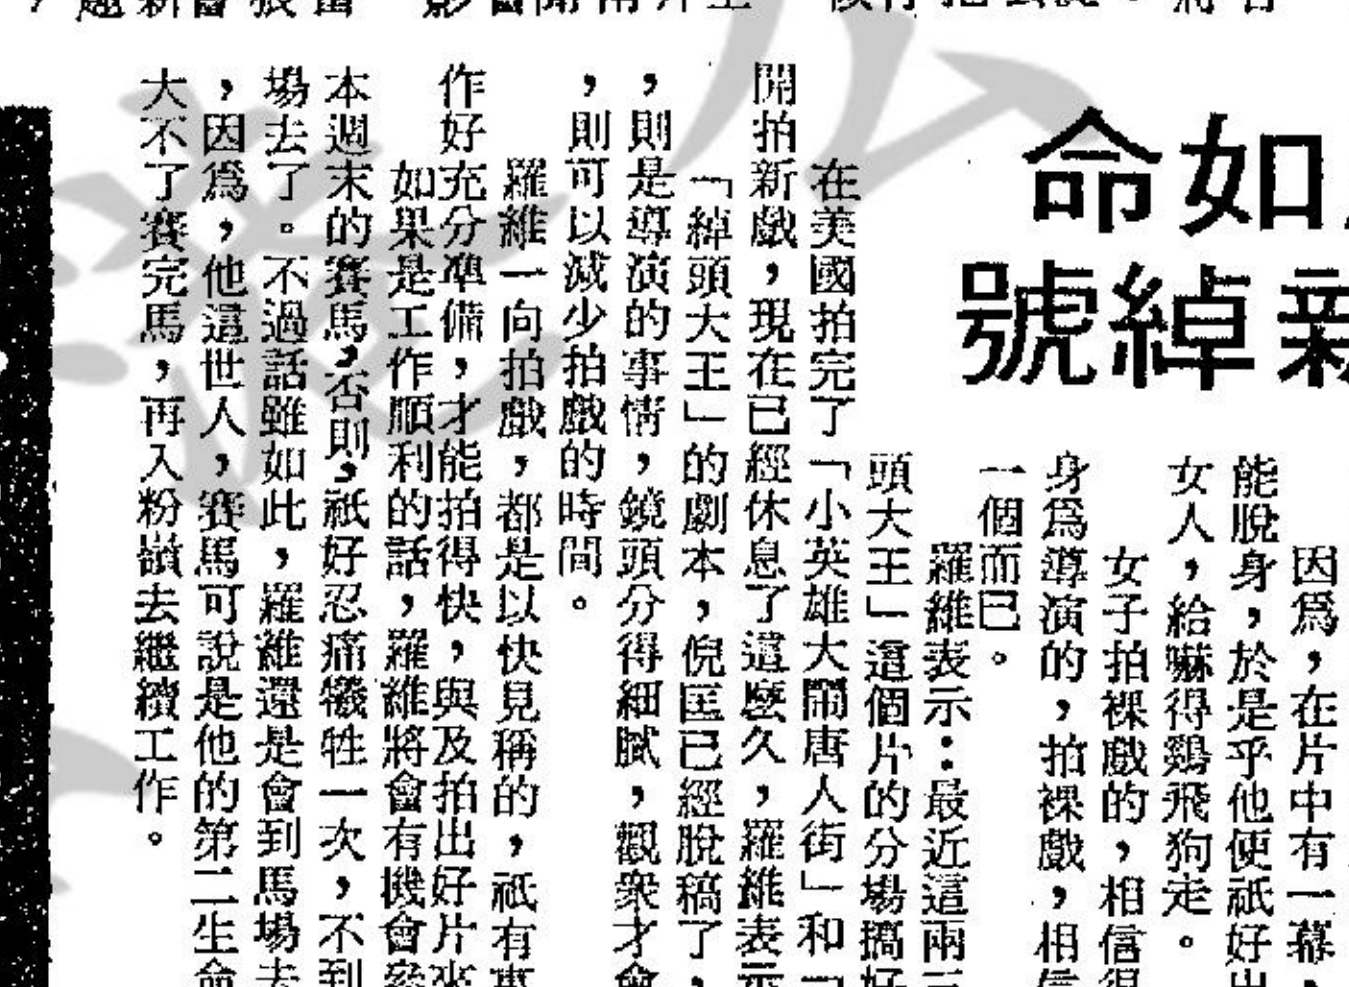 如命
新綽號
因爲，在片中有一幕，
能脫身，於是乎他便祇好出
女人，給嚇得鷄飛狗走。
女子拍裸戲的，相信得
身爲導演的，拍裸戲，相信
一個而已。
羅維表示：最近這兩三
頭大王」這個片的分場搞好
在美國拍完了「小英雄大鬧唐人街」和「
開拍新戲，現在已經休息了這麽久，羅維表示
「綽頭大王」的劇本，倪匡已經脫稿了，
，則是導演的事情，鏡頭分得細膩，觀衆才會
，則可以減少拍戲的時間。
羅維一向拍戲，都是以快見稱的，祇有事
作好充分準備，才能拍得快，與及拍出好片來
如果是工作順利的話，羅維將會有機會參
本週末的賽馬，否則，祇好忍痛犧牲一次，不到
場去了。不過話雖如此，羅維還是會到馬場去
，因爲，他這世人，賽馬可說是他的第二生命
大不了賽完馬，再入粉嶺去繼續工作。